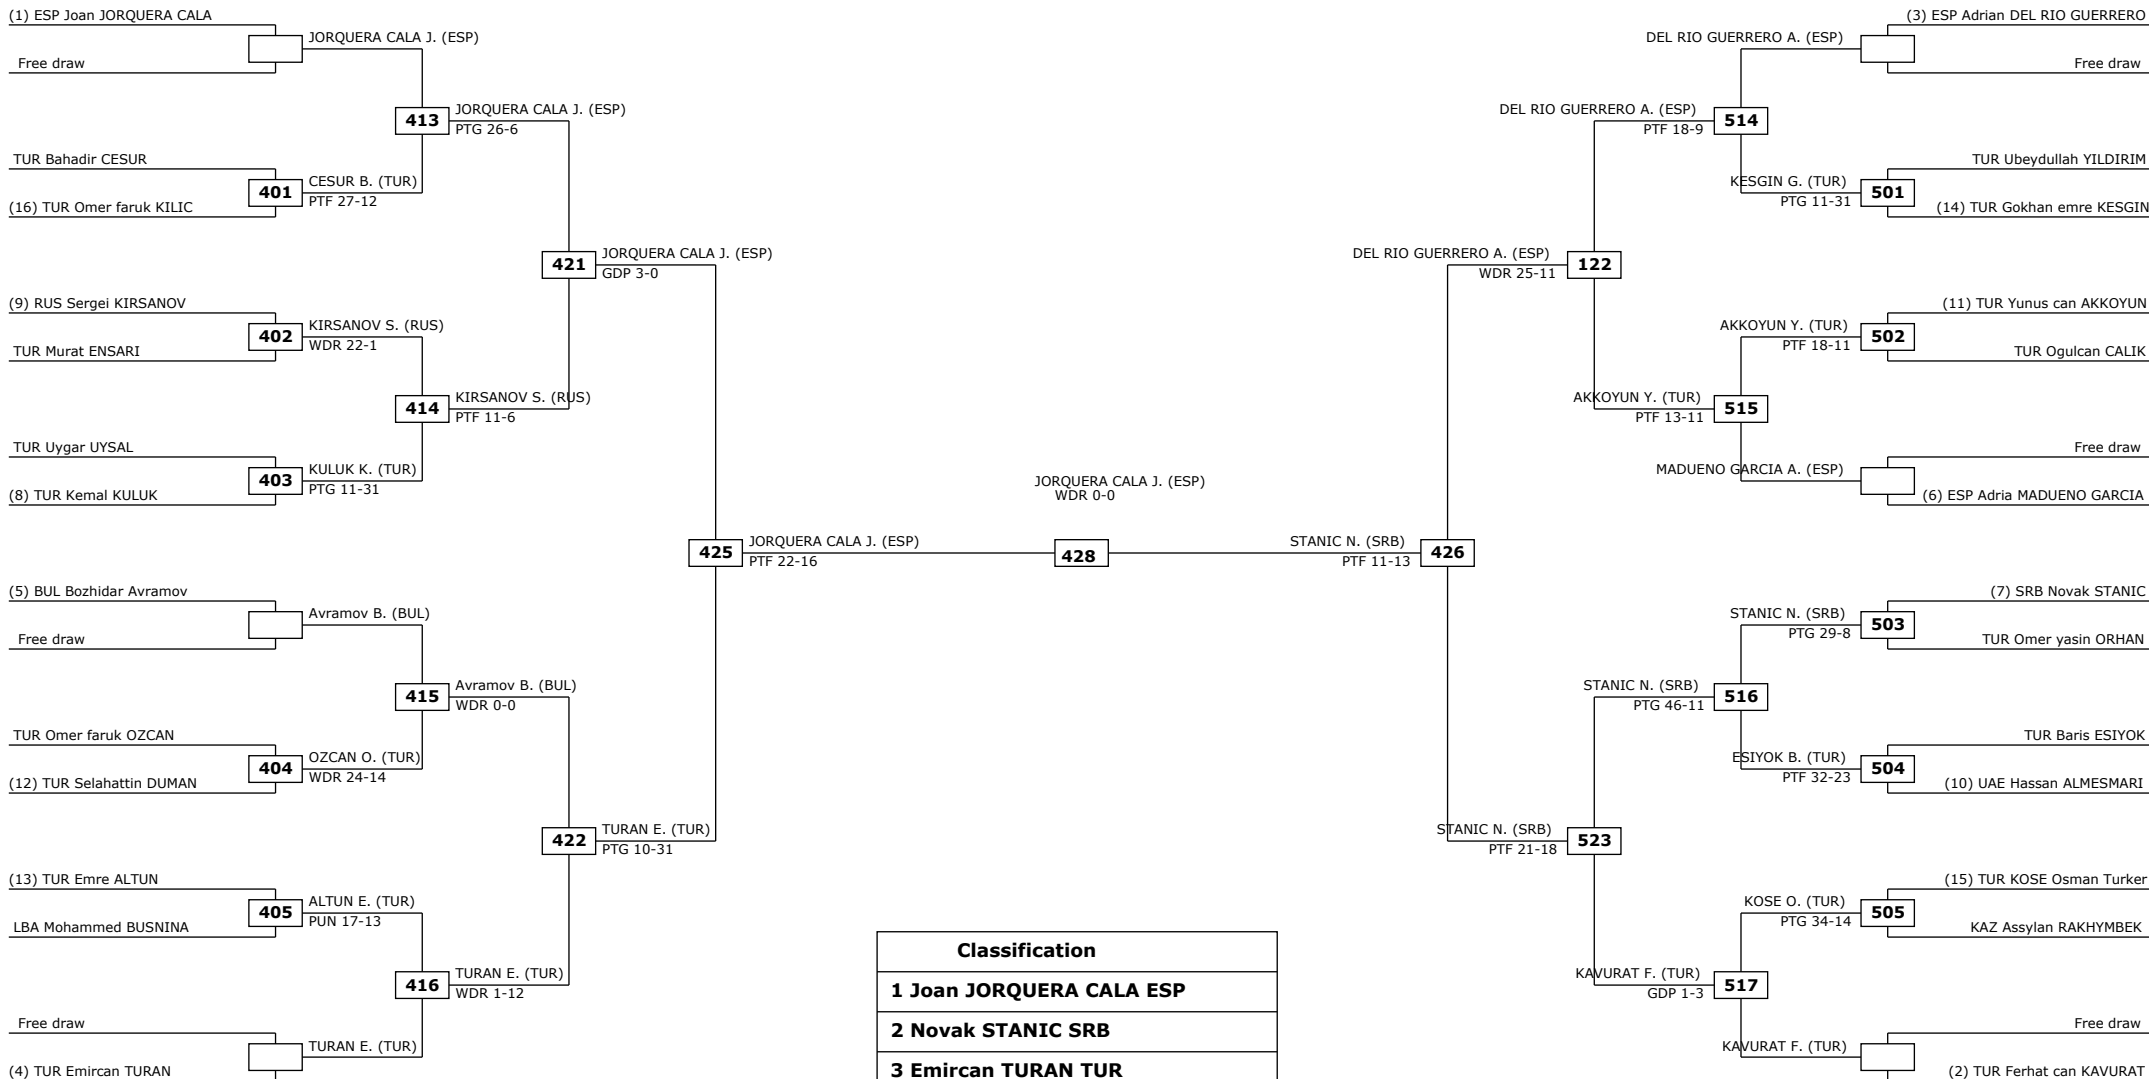 (1) ESP Joan JORQUERA CALA
Free draw
JORQUERA CALA J. (ESP)
413
JORQUERA CALA J. (ESP)
PTG 26-6
TUR Bahadir CESUR
401
CESUR B. (TUR)
PTF 27-12
(16) TUR Omer faruk KILIC
421
JORQUERA CALA J. (ESP)
GDP 3-0
(9) RUS Sergei KIRSANOV
402
KIRSANOV S. (RUS)
WDR 22-1
TUR Murat ENSARI
414
KIRSANOV S. (RUS)
PTF 11-6
TUR Uygar UYSAL
403
KULUK K. (TUR)
PTG 11-31
(8) TUR Kemal KULUK
425
JORQUERA CALA J. (ESP)
PTF 22-16
(5) BUL Bozhidar Avramov
Avramov B. (BUL)
Free draw
415
Avramov B. (BUL)
WDR 0-0
TUR Omer faruk OZCAN
404
OZCAN O. (TUR)
WDR 24-14
(12) TUR Selahattin DUMAN
422
TURAN E. (TUR)
PTG 10-31
(13) TUR Emre ALTUN
405
ALTUN E. (TUR)
PUN 17-13
LBA Mohammed BUSNINA
416
TURAN E. (TUR)
WDR 1-12
Free draw
TURAN E. (TUR)
(4) TUR Emircan TURAN
JORQUERA CALA J. (ESP)
WDR 0-0
428
(3) ESP Adrian DEL RIO GUERRERO
DEL RIO GUERRERO A. (ESP)
Free draw
DEL RIO GUERRERO A. (ESP)
PTF 18-9
514
TUR Ubeydullah YILDIRIM
KESGIN G. (TUR)
PTG 11-31
501
(14) TUR Gokhan emre KESGIN
DEL RIO GUERRERO A. (ESP)
WDR 25-11
122
(11) TUR Yunus can AKKOYUN
AKKOYUN Y. (TUR)
PTF 18-11
502
TUR Ogulcan CALIK
AKKOYUN Y. (TUR)
PTF 13-11
515
Free draw
MADUENO GARCIA A. (ESP)
(6) ESP Adria MADUENO GARCIA
STANIC N. (SRB)
PTF 11-13
426
(7) SRB Novak STANIC
STANIC N. (SRB)
PTG 29-8
503
TUR Omer yasin ORHAN
STANIC N. (SRB)
PTG 46-11
516
TUR Baris ESIYOK
ESIYOK B. (TUR)
PTF 32-23
504
(10) UAE Hassan ALMESMARI
STANIC N. (SRB)
PTF 21-18
523
(15) TUR KOSE Osman Turker
KOSE O. (TUR)
PTG 34-14
505
KAZ Assylan RAKHYMBEK
KAVURAT F. (TUR)
GDP 1-3
517
Free draw
KAVURAT F. (TUR)
(2) TUR Ferhat can KAVURAT
Classification
1 Joan JORQUERA CALA ESP
2 Novak STANIC SRB
3 Emircan TURAN TUR